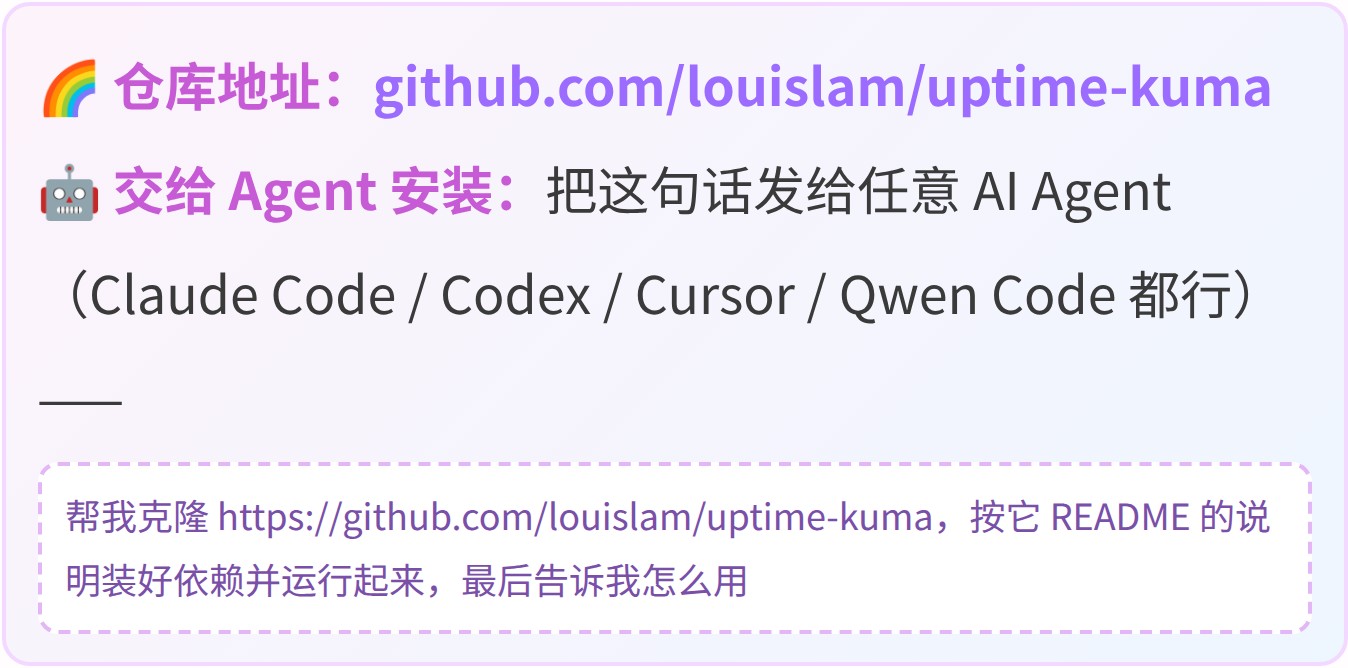 🌈 仓库地址：github.com/louislam/uptime-kuma
🤖 交给 Agent 安装：把这句话发给任意 AI Agent
（Claude Code / Codex / Cursor / Qwen Code 都行）
——
帮我克隆 https://github.com/louislam/uptime-kuma，按它 README 的说
明装好依赖并运行起来，最后告诉我怎么用